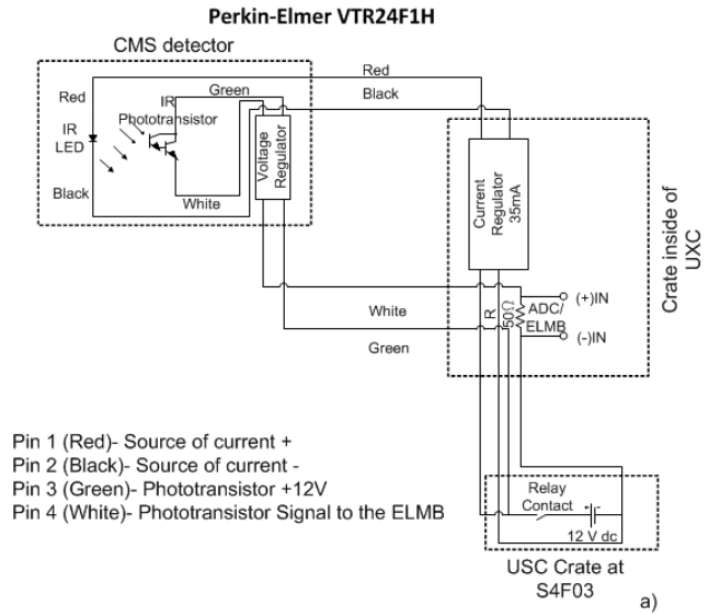 Perkin-Elmer VTR24F1H
CMS detector
Red
Black
Red
Green
IR
Phototransistor
IR
LED
Black
White
Voltage
Regulator
Current
Regulator
35mA
Crate inside of
UXC
White
Green
R
50Ω
ADC/
ELMB
(+)IN
(-)IN
Pin 1 (Red)- Source of current +
Pin 2 (Black)- Source of current -
Pin 3 (Green)- Phototransistor +12V
Pin 4 (White)- Phototransistor Signal to the ELMB
Relay
Contact
+
12 V dc
USC Crate at
S4F03
a)